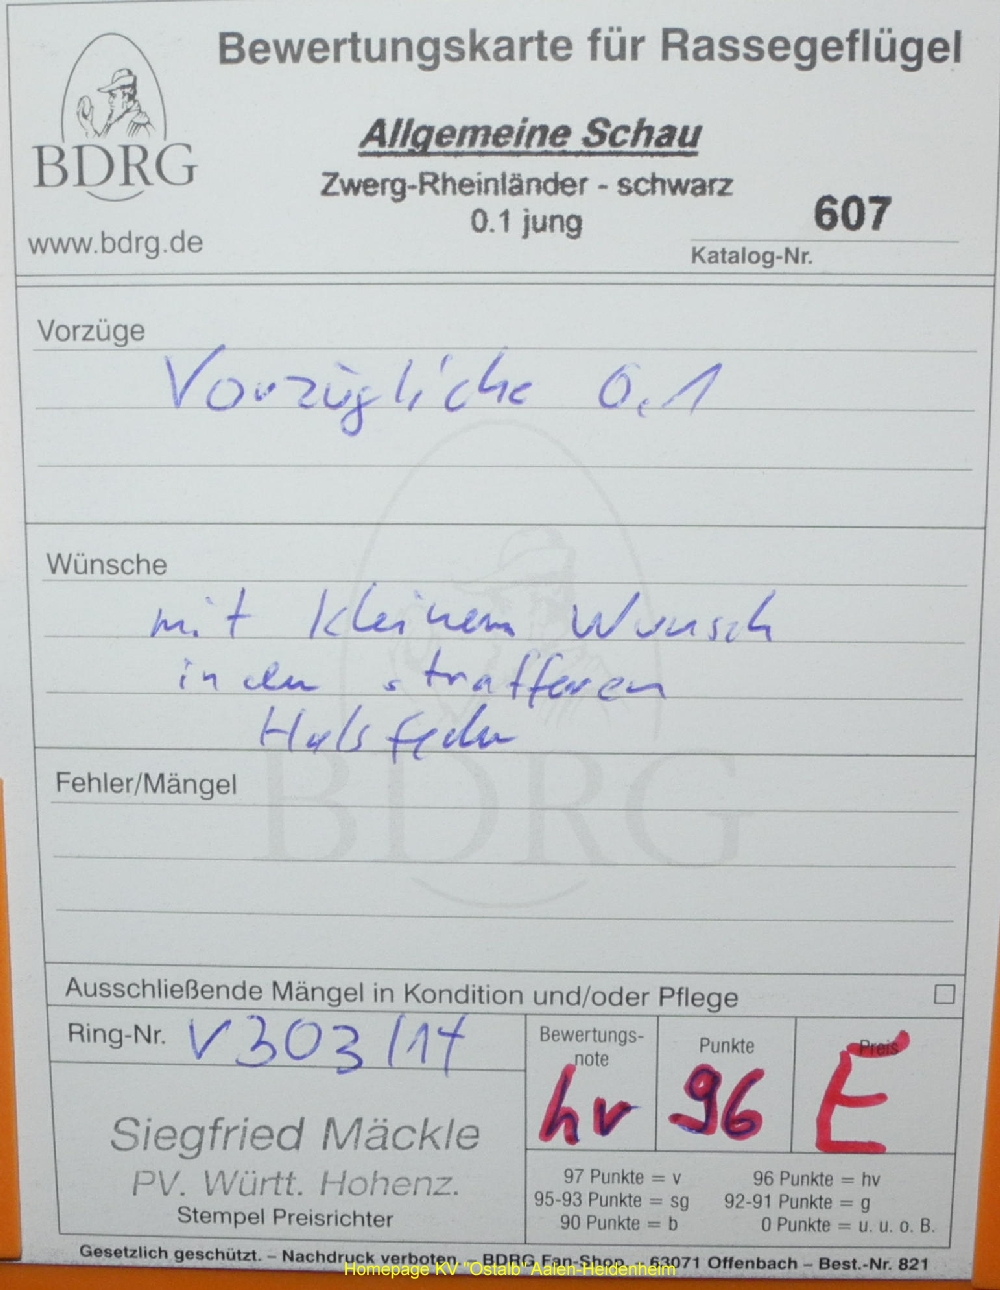 Bewertungskarte für Rassegeflügel
BDRG
www.bdrg.de
Allgemeine Schau
Zwerg-Rheinländer - schwarz
0.1 jung
607
Katalog-Nr.
Vorzüge
Vorzügliche 0,1
Wünsche
mit kleinem Wunsch
in den strafferen
Halsfedern
BDRG
Fehler/Mängel
Ausschließende Mängel in Kondition und/oder Pflege
Ring-Nr. V303/14
Bewertungs-
note
hv
Punkte
96
Preis
E
Siegfried Mäckle
PV. Württ. Hohenz.
Stempel Preisrichter
97 Punkte = v 96 Punkte = hv
95-93 Punkte = sg 92-91 Punkte = g
90 Punkte = b 0 Punkte = u. u. o. B.
Gesetzlich geschützt. – Nachdruck verboten. – BDRG Fan-Shop – 63071 Offenbach – Best.-Nr. 821
Homepage KV "Ostalb" Aalen-Heidenheim